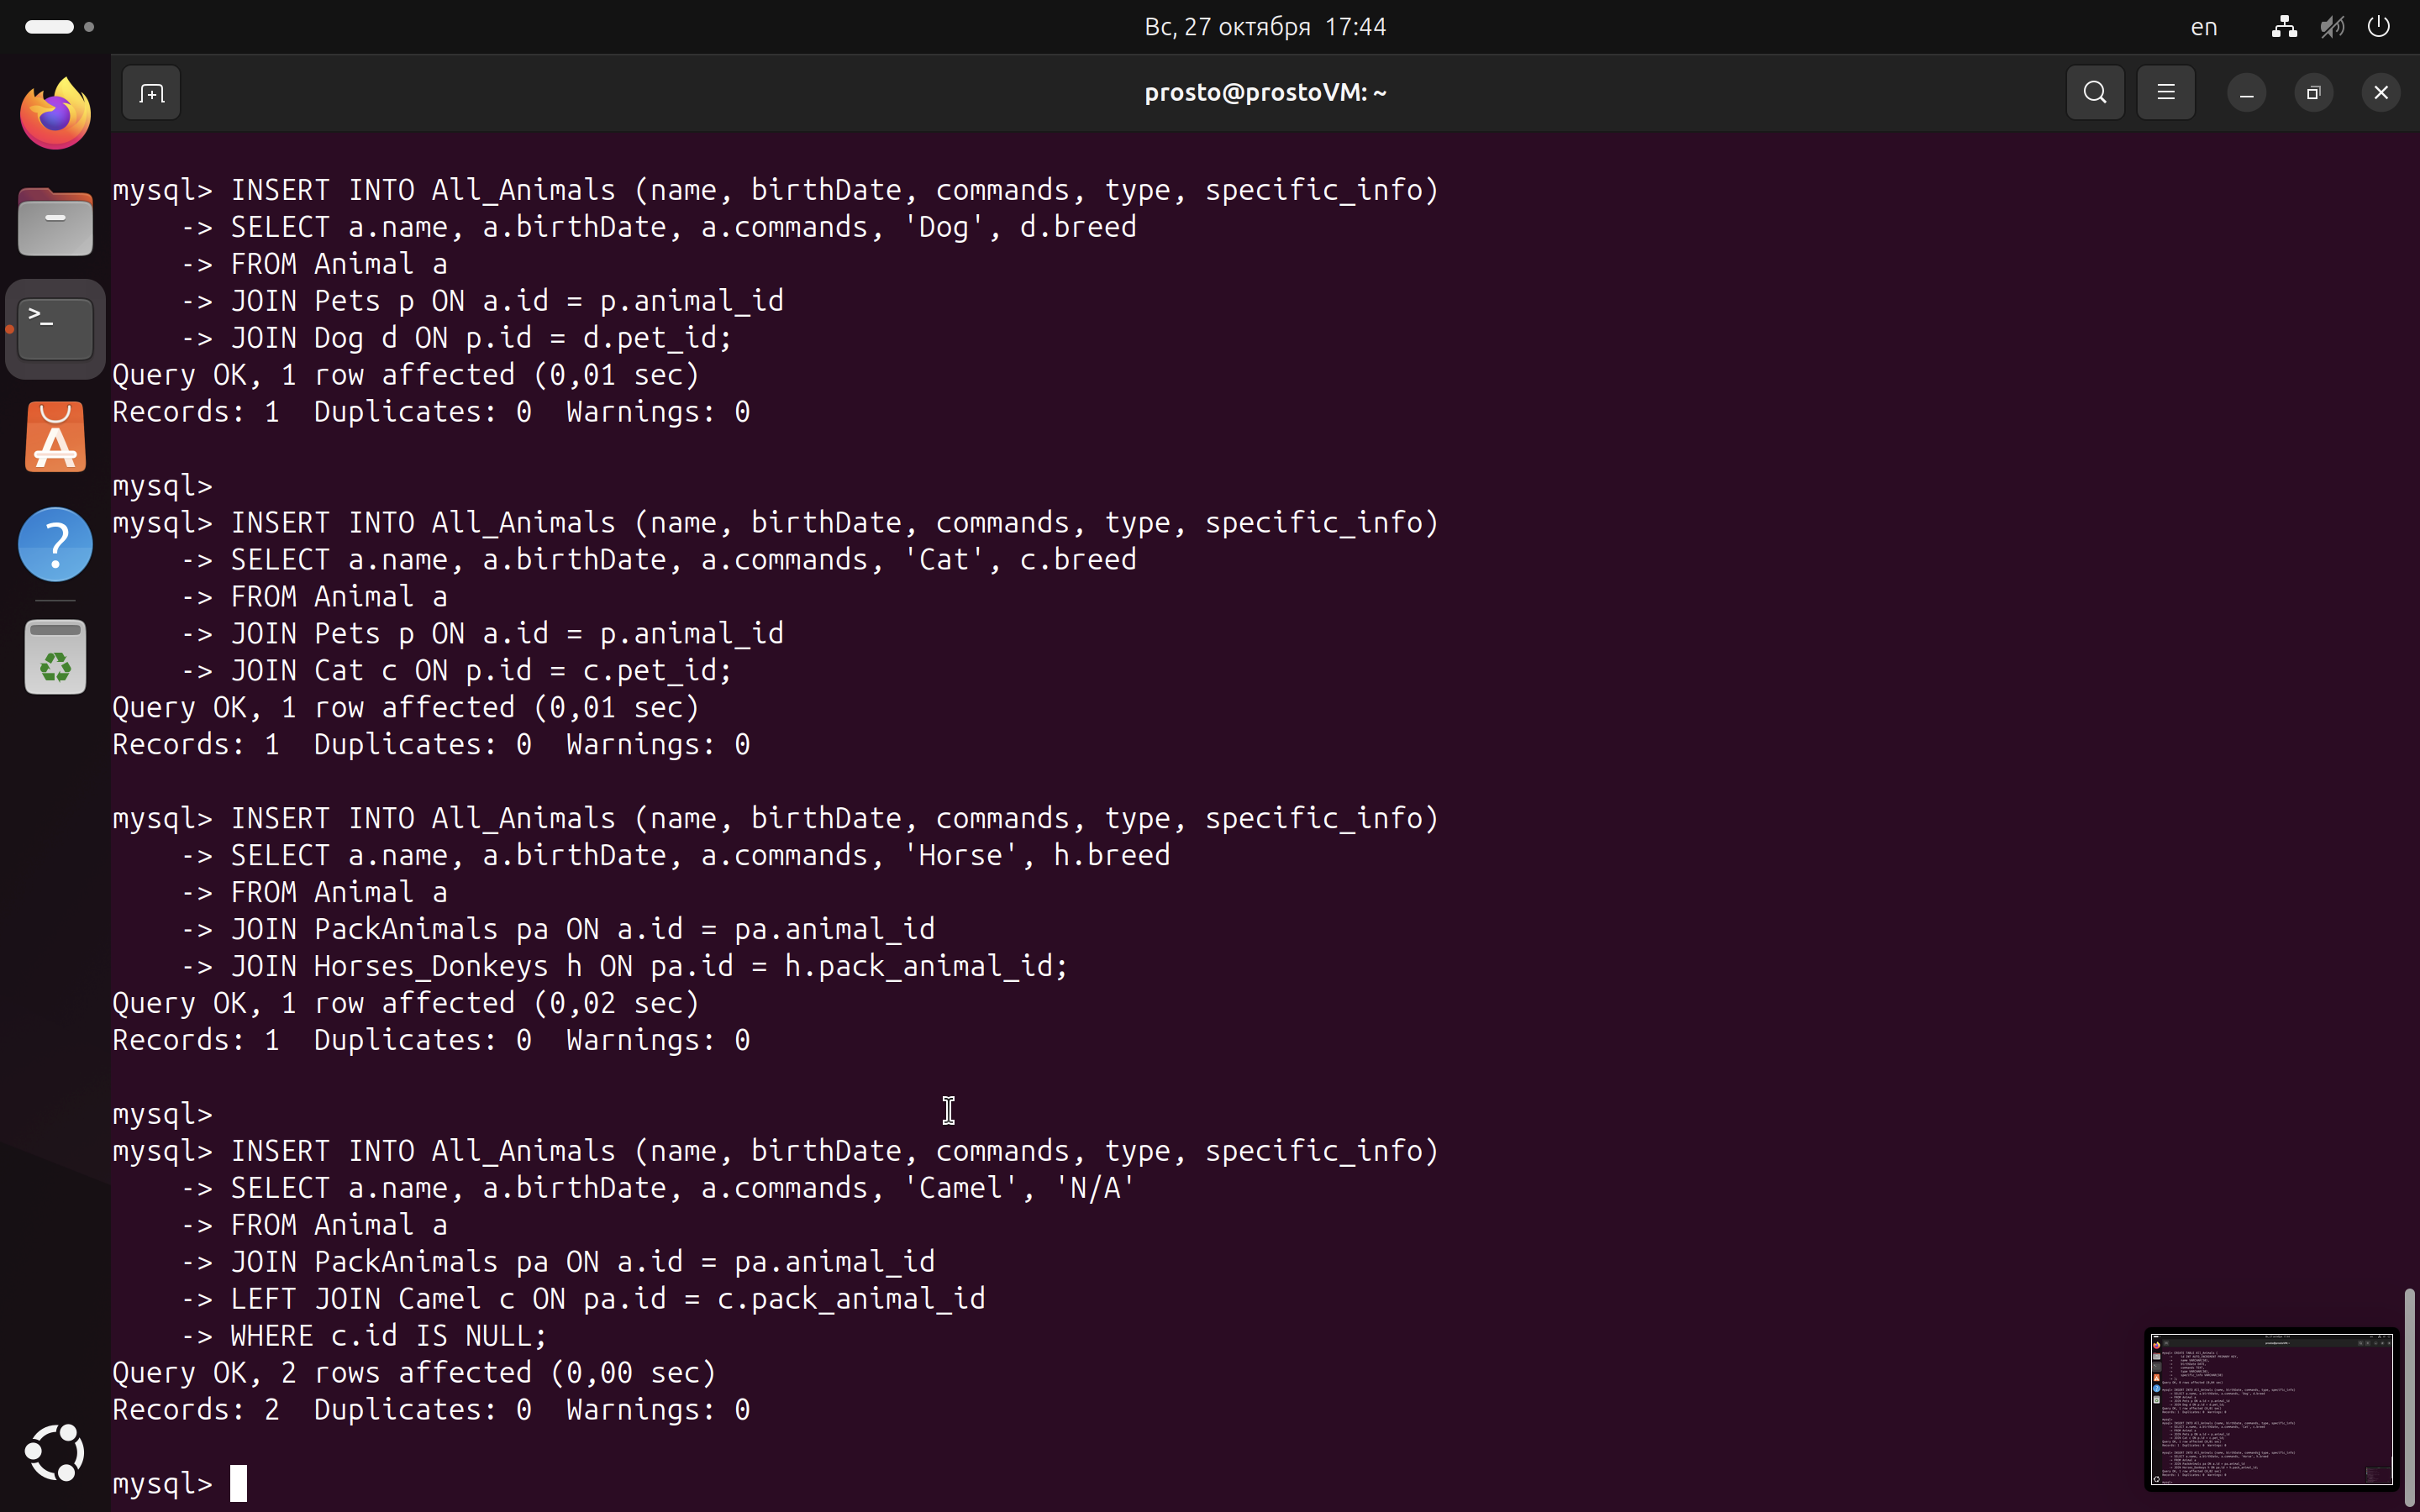 Вс, 27 октября 17:44
en
prosto@prostoVM: ~
mysql> INSERT INTO All_Animals (name, birthDate, commands, type, specific_info)
-> SELECT a.name, a.birthDate, a.commands, 'Dog', d.breed
-> FROM Animal a
-> JOIN Pets p ON a.id = p.animal_id
-> JOIN Dog d ON p.id = d.pet_id;
Query OK, 1 row affected (0,01 sec)
Records: 1  Duplicates: 0  Warnings: 0
mysql>
mysql> INSERT INTO All_Animals (name, birthDate, commands, type, specific_info)
-> SELECT a.name, a.birthDate, a.commands, 'Cat', c.breed
-> FROM Animal a
-> JOIN Pets p ON a.id = p.animal_id
-> JOIN Cat c ON p.id = c.pet_id;
Query OK, 1 row affected (0,01 sec)
Records: 1  Duplicates: 0  Warnings: 0
mysql> INSERT INTO All_Animals (name, birthDate, commands, type, specific_info)
-> SELECT a.name, a.birthDate, a.commands, 'Horse', h.breed
-> FROM Animal a
-> JOIN PackAnimals pa ON a.id = pa.animal_id
-> JOIN Horses_Donkeys h ON pa.id = h.pack_animal_id;
Query OK, 1 row affected (0,02 sec)
Records: 1  Duplicates: 0  Warnings: 0
mysql>
mysql> INSERT INTO All_Animals (name, birthDate, commands, type, specific_info)
-> SELECT a.name, a.birthDate, a.commands, 'Camel', 'N/A'
-> FROM Animal a
-> JOIN PackAnimals pa ON a.id = pa.animal_id
-> LEFT JOIN Camel c ON pa.id = c.pack_animal_id
-> WHERE c.id IS NULL;
Query OK, 2 rows affected (0,00 sec)
Records: 2  Duplicates: 0  Warnings: 0
mysql>